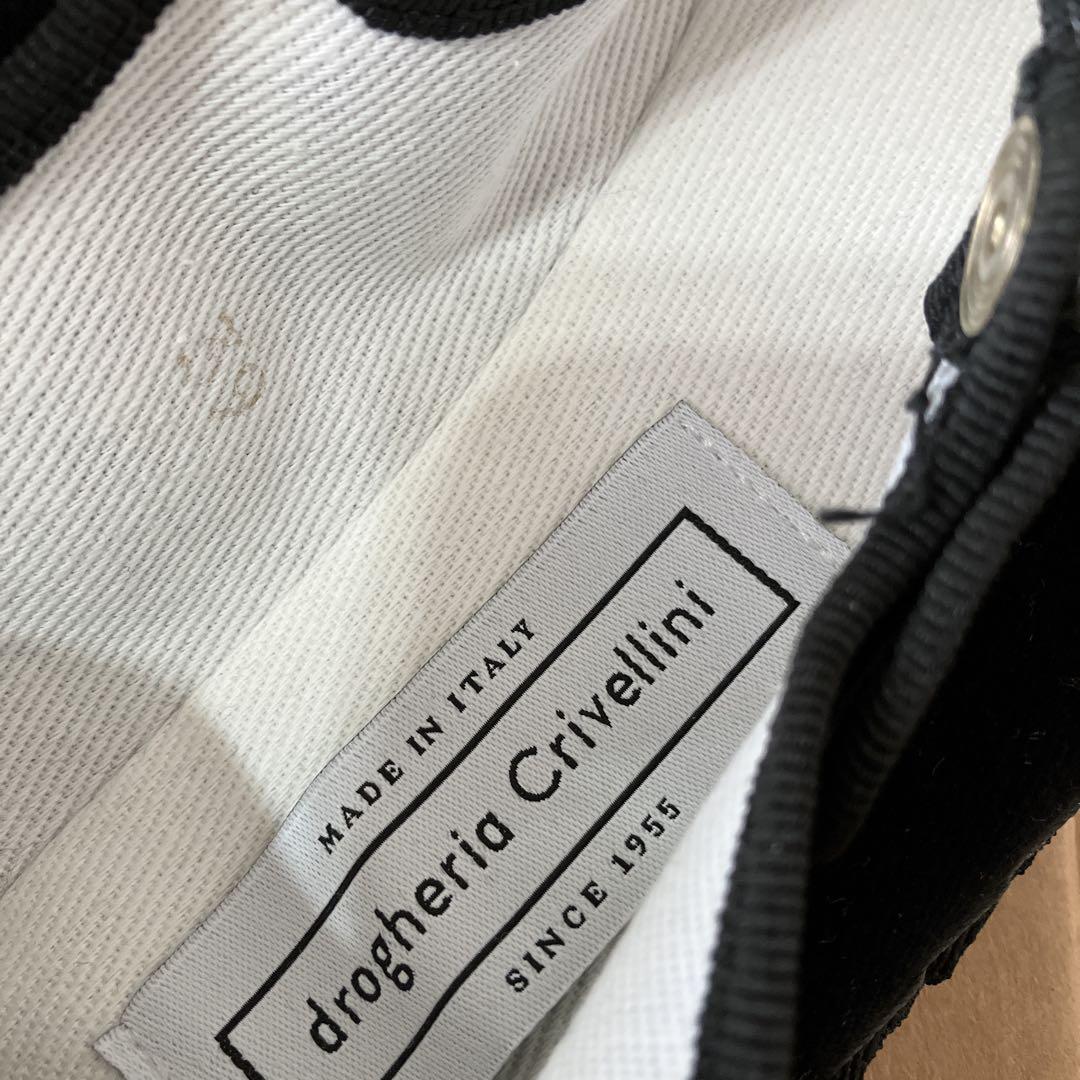 MADE IN ITALY
drogheria Crivellini
SINCE 1955